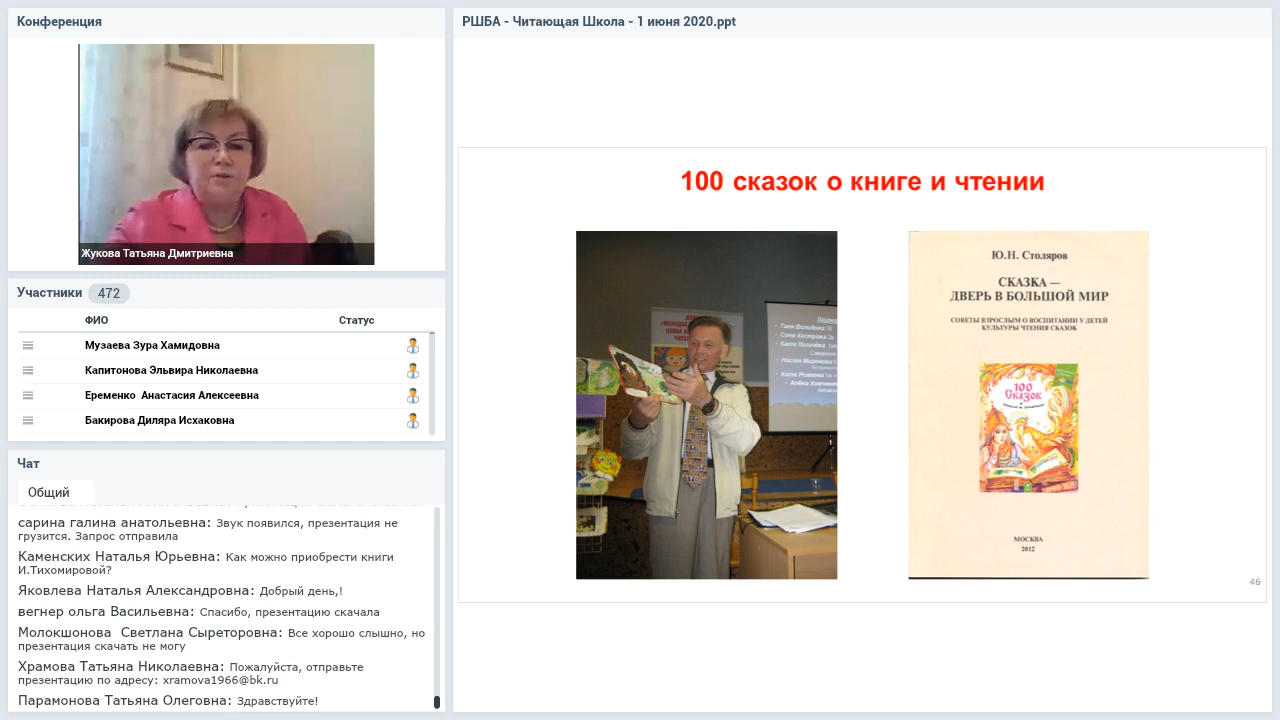 Конференция
Жукова Татьяна Дмитриевна
Участники 472
ФИО Статус
Музаева Зура Хамидовна
Капитонова Эльвира Николаевна
Еременко Анастасия Алексеевна
Бакирова Диляра Исхаковна
Чат
Общий
сарина галина анатольевна: Звук появился, презентация не
грузится. Запрос отправила
Каменских Наталья Юрьевна: Как можно приобрести книги
И.Тихомировой?
Яковлева Наталья Александровна: Добрый день,!
вегнер ольга Васильевна: Спасибо, презентацию скачала
Молокшонова Светлана Сыреторовна: Все хорошо слышно, но
презентация скачать не могу
Храмова Татьяна Николаевна: Пожалуйста, отправьте
презентацию по адресу: xramova1966@bk.ru
Парамонова Татьяна Олеговна: Здравствуйте!
РШБА - Читающая Школа - 1 июня 2020.ppt
100 сказок о книге и чтении
Ю.Н. Столяров
СКАЗКА —
ДВЕРЬ В БОЛЬШОЙ МИР
СОВЕТЫ ВЗРОСЛЫМ О ВОСПИТАНИИ У ДЕТЕЙ
КУЛЬТУРЫ ЧТЕНИЯ СКАЗОК
100
Сказок
МОСКВА
2012
46